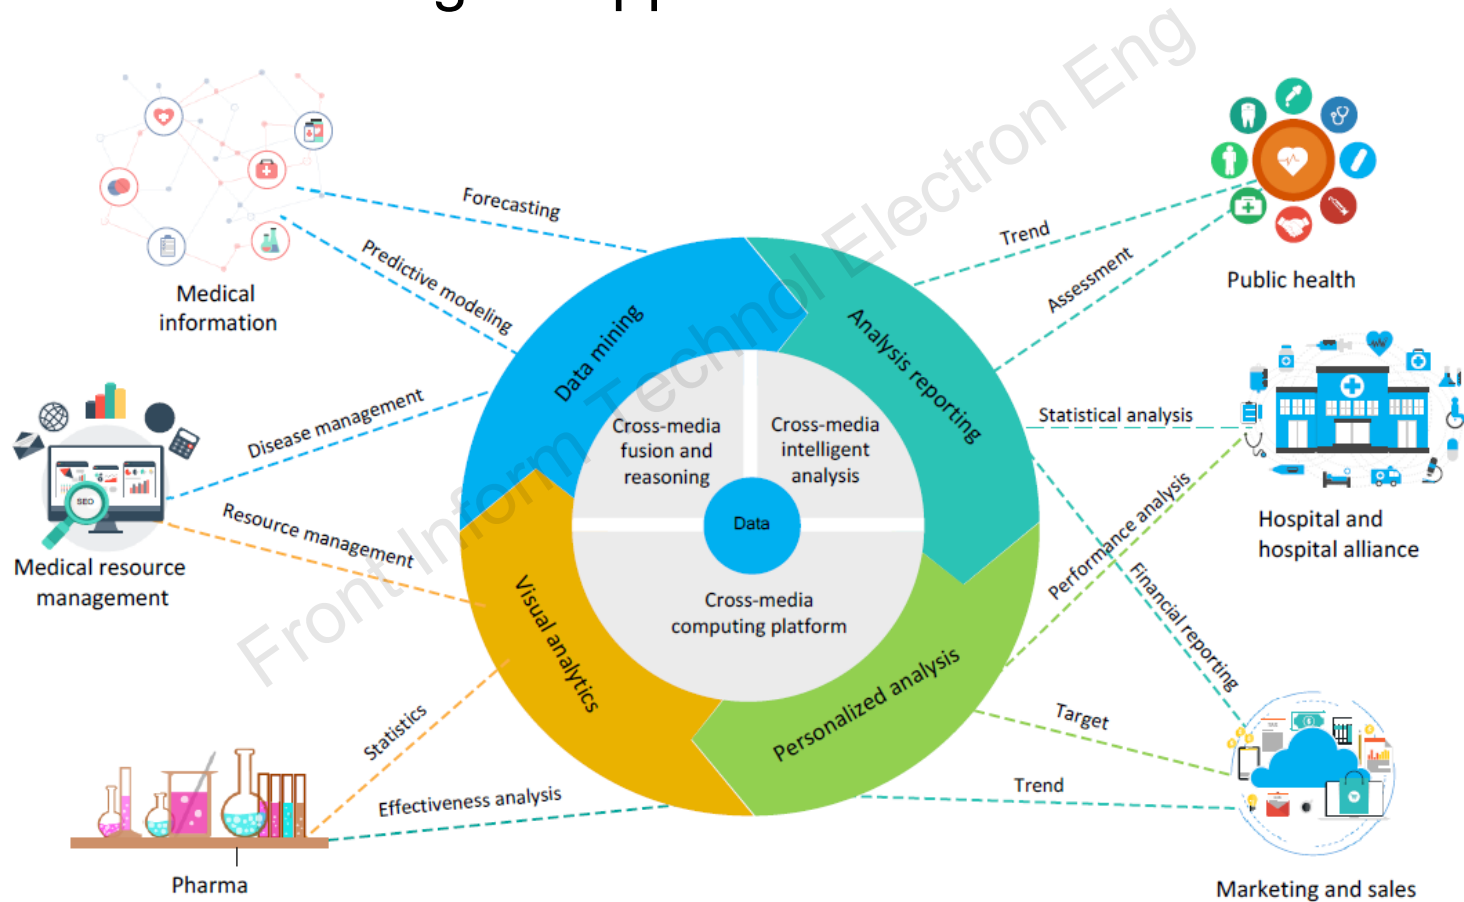 Forecasting
Predictive modeling
Medical
information
Disease management
Resource management
Medical resource
management
SEO
Statistics
Effectiveness analysis
Pharma
Data mining
Analysis reporting
Visual analytics
Personalized analysis
Cross-media
fusion and
reasoning
Cross-media
intelligent
analysis
Data
Cross-media
computing platform
Trend
Assessment
Public health
Statistical analysis
Performance analysis
Hospital and
hospital alliance
Financial reporting
Target
Trend
Marketing and sales
Front Inform Technol Electron Eng